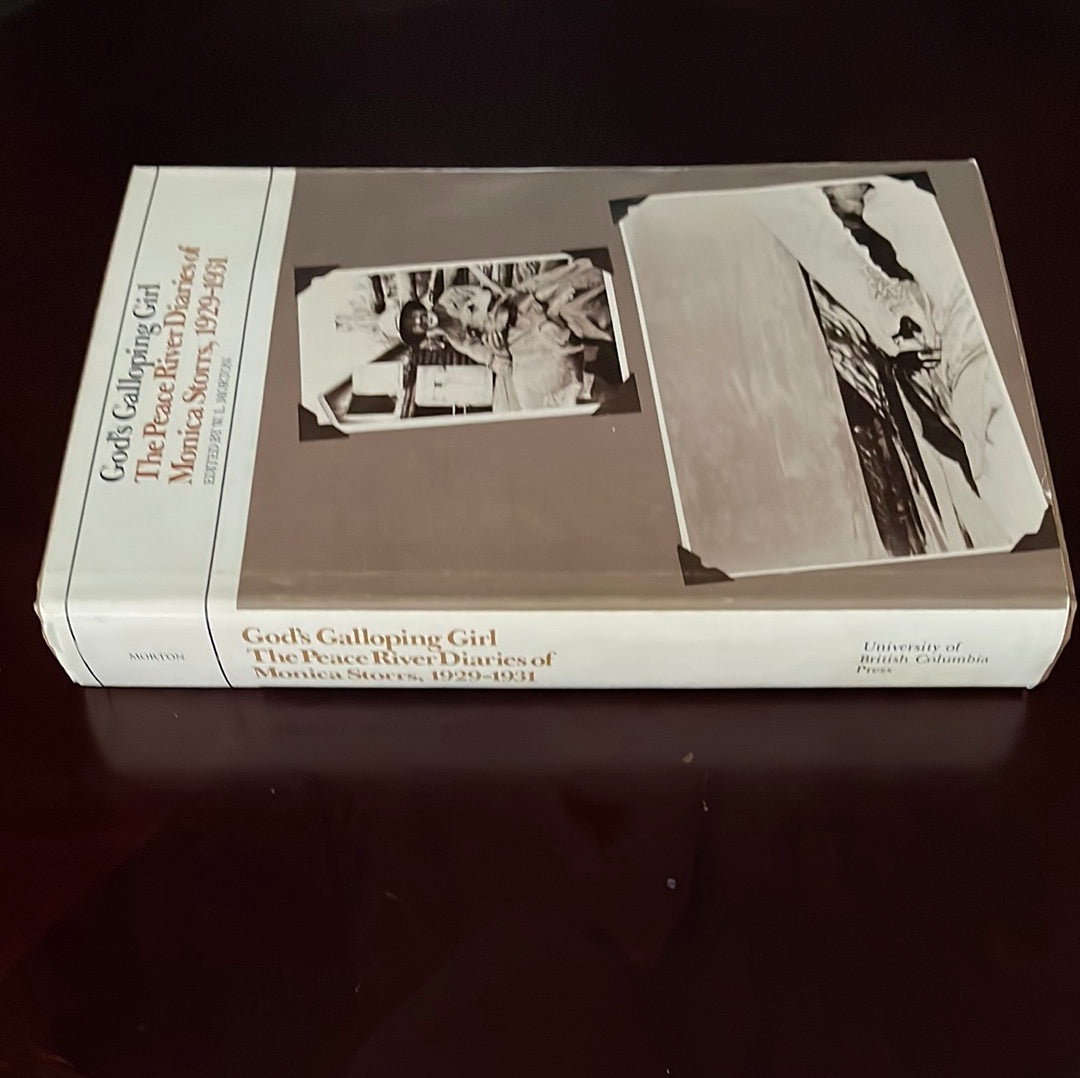 God's Galloping Girl
The Peace River Diaries of
Monica Storrs, 1929-1931
EDITED BY W. L. MORTON
MORTON
God's Galloping Girl
The Peace River Diaries of
Monica Storrs, 1929-1931
University of
British Columbia
Press